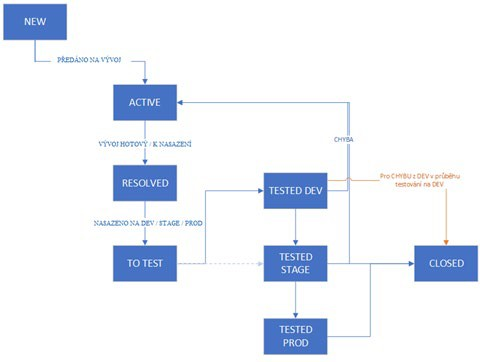 NEW
PŘEDÁNO NA VÝVOJ
ACTIVE
CHYBA
VÝVOJ HOTOVÝ / K NASAZENÍ
RESOLVED
TESTED DEV
Pro CHYBU z DEV v průběhu
testování na DEV
NASAZENO NA DEV / STAGE / PROD
TO TEST
TESTED
STAGE
CLOSED
TESTED
PROD